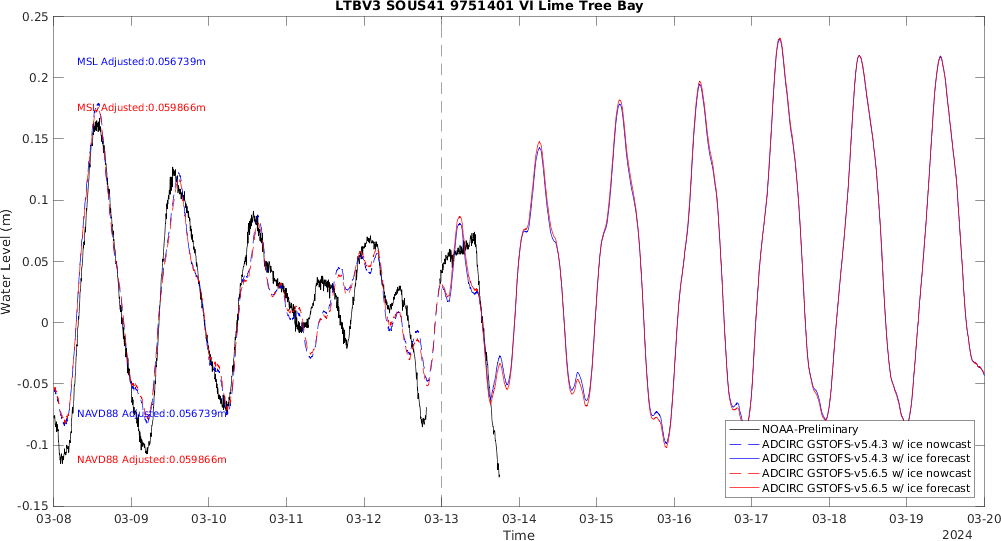 LTBV3 SOUS41 9751401 VI Lime Tree Bay
0.25
0.2
0.15
0.1
0.05
0
-0.05
-0.1
-0.15
Water Level (m)
MSL Adjusted:0.056739m
MSL Adjusted:0.059866m
NAVD88 Adjusted:0.056739m
NAVD88 Adjusted:0.059866m
NOAA-Preliminary
ADCIRC GSTOFS-v5.4.3 w/ ice nowcast
ADCIRC GSTOFS-v5.4.3 w/ ice forecast
ADCIRC GSTOFS-v5.6.5 w/ ice nowcast
ADCIRC GSTOFS-v5.6.5 w/ ice forecast
03-08 03-09 03-10 03-11 03-12 03-13 03-14 03-15 03-16 03-17 03-18 03-19 03-20
Time
2024